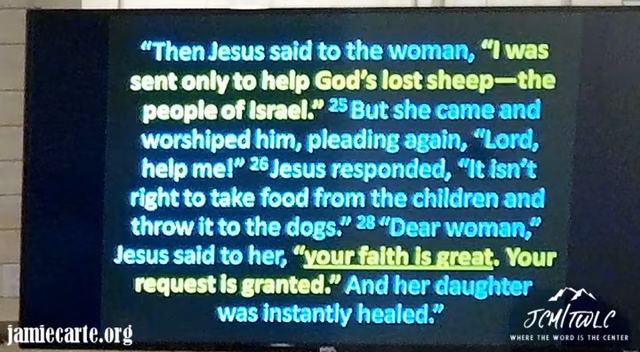 “Then Jesus said to the woman, “I was
sent only to help God’s lost sheep—the
people of Israel.” 25 But she came and
worshiped him, pleading again, “Lord,
help me!” 26 Jesus responded, “It isn’t
right to take food from the children and
throw it to the dogs.” 28 “Dear woman,”
Jesus said to her, “your faith is great. Your
request is granted.” And her daughter
was instantly healed.”
jamiecarte.org
JCM|TWLC
WHERE THE WORD IS THE CENTER